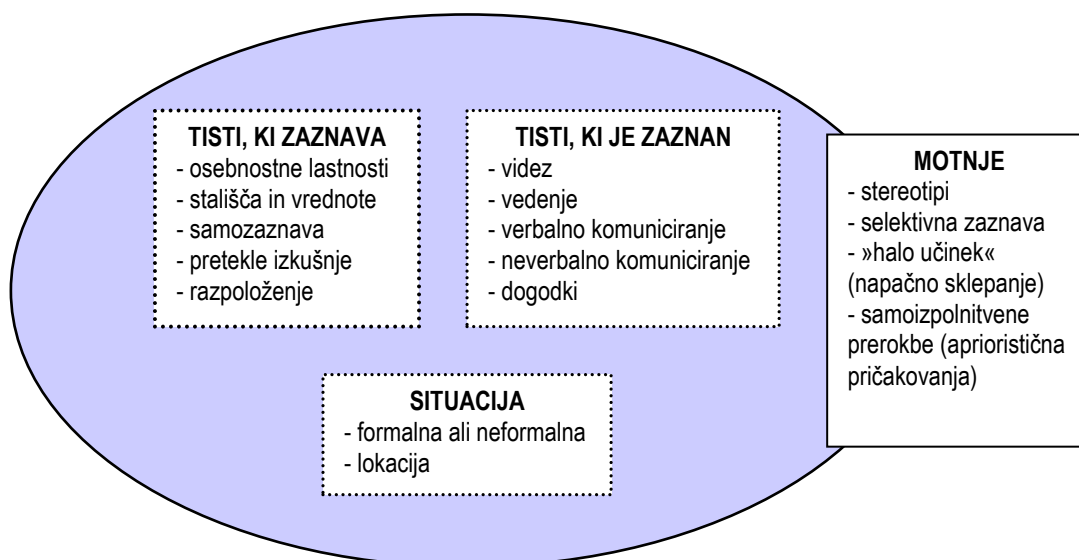 TISTI, KI ZAZNAVA
- osebnostne lastnosti
- stališča in vrednote
- samozaznava
- pretekle izkušnje
- razpoloženje
TISTI, KI JE ZAZNAN
- videz
- vedenje
- verbalno komuniciranje
- neverbalno komuniciranje
- dogodki
MOTNJE
- stereotipi
- selektivna zaznava
- »halo učinek«
(napačno sklepanje)
- samoizpolnitvene
prerokbe (aprioristična
pričakovanja)
SITUACIJA
- formalna ali neformalna
- lokacija